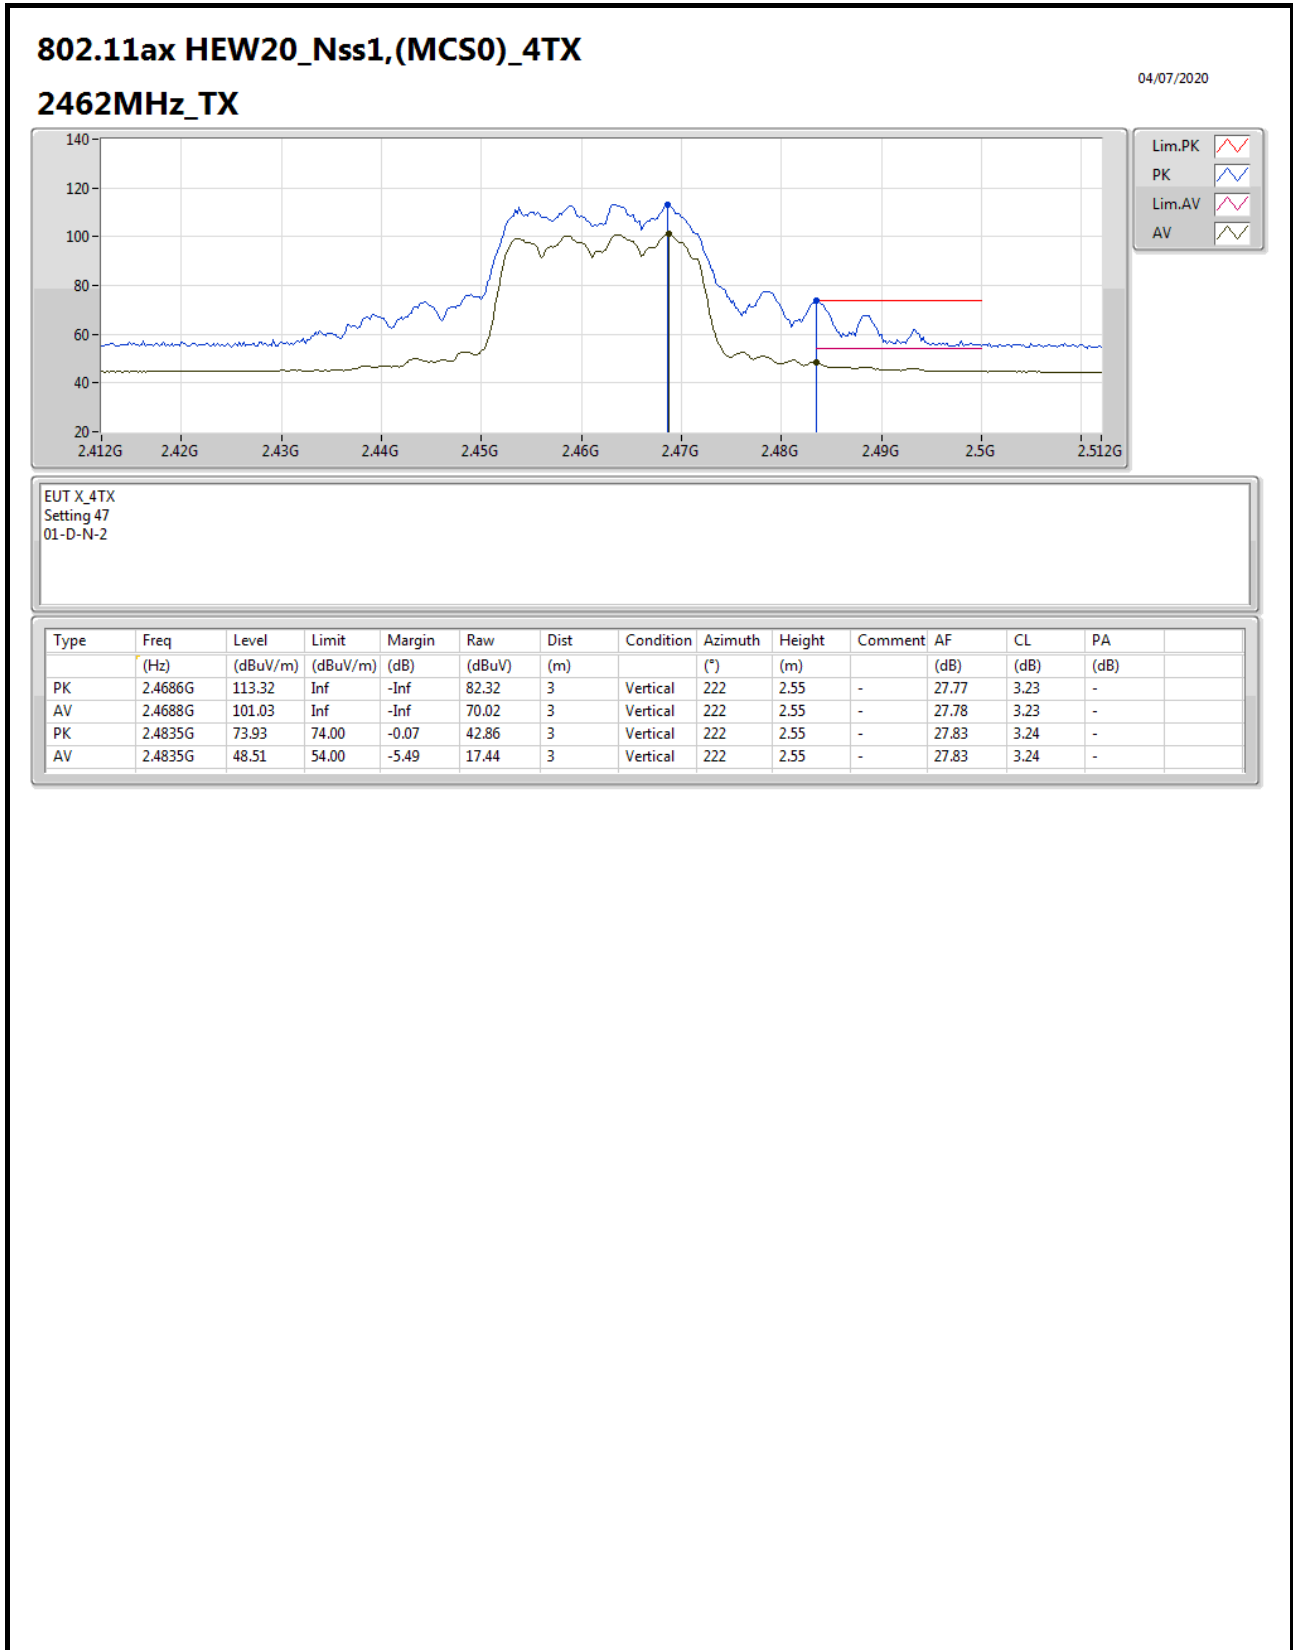 802.11ax HEW20_Nss1,(MCS0)_4TX
04/07/2020
2462MHz_TX
140
120
100
80
60
40
20
2.412G 2.42G 2.43G 2.44G 2.45G 2.46G 2.47G 2.48G 2.49G 2.5G 2.512G
Lim.PK
PK
Lim.AV
AV
EUT X_4TX
Setting 47
01-D-N-2
Type Freq Level Limit Margin Raw Dist Condition Azimuth Height Comment AF CL PA
(Hz) (dBuV/m) (dBuV/m) (dB) (dBuV) (m) (°) (m) (dB) (dB) (dB)
PK 2.4686G 113.32 Inf -Inf 82.32 3 Vertical 222 2.55 - 27.77 3.23 -
AV 2.4688G 101.03 Inf -Inf 70.02 3 Vertical 222 2.55 - 27.78 3.23 -
PK 2.4835G 73.93 74.00 -0.07 42.86 3 Vertical 222 2.55 - 27.83 3.24 -
AV 2.4835G 48.51 54.00 -5.49 17.44 3 Vertical 222 2.55 - 27.83 3.24 -